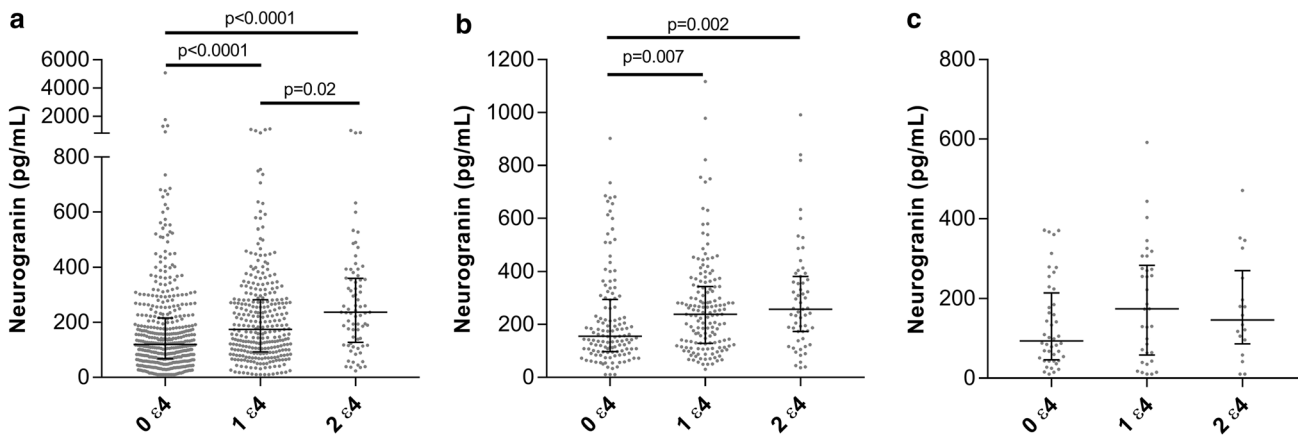 a
p<0.0001
p<0.0001
p=0.02
6000
4000
2000
800
600
400
200
0
Neurogranin (pg/mL)
0 ε4
1 ε4
2 ε4
b
p=0.002
p=0.007
1200
1000
800
600
400
200
0
Neurogranin (pg/mL)
0 ε4
1 ε4
2 ε4
c
800
600
400
200
0
Neurogranin (pg/mL)
0 ε4
1 ε4
2 ε4